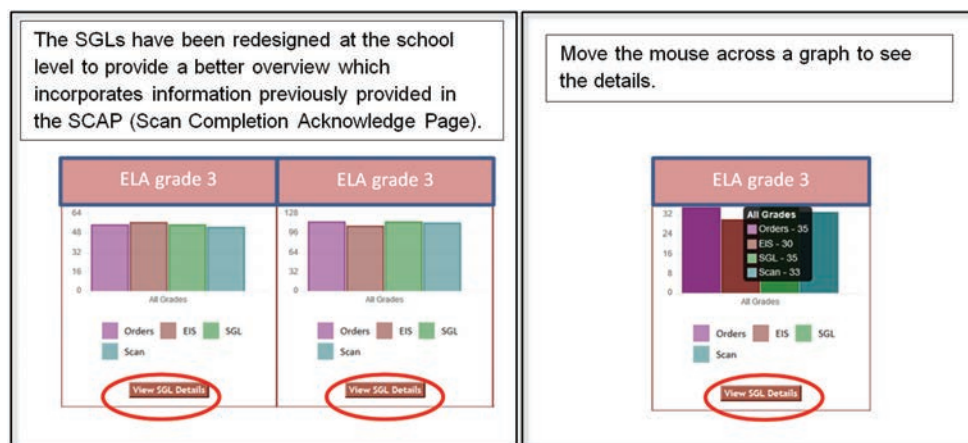 The SGLs have been redesigned at the school
level to provide a better overview which
incorporates information previously provided in
the SCAP (Scan Completion Acknowledge Page).
ELA grade 3
64
48
32
16
0
All Grades
Orders EIS SGL
Scan
View SGL Details
ELA grade 3
128
96
64
32
0
All Grades
Orders EIS SGL
Scan
View SGL Details
Move the mouse across a graph to see
the details.
ELA grade 3
32
24
16
8
0
All Grades
Orders - 35
EIS - 30
SGL - 35
Scan - 33
All Grades
Orders EIS SGL
Scan
View SGL Details